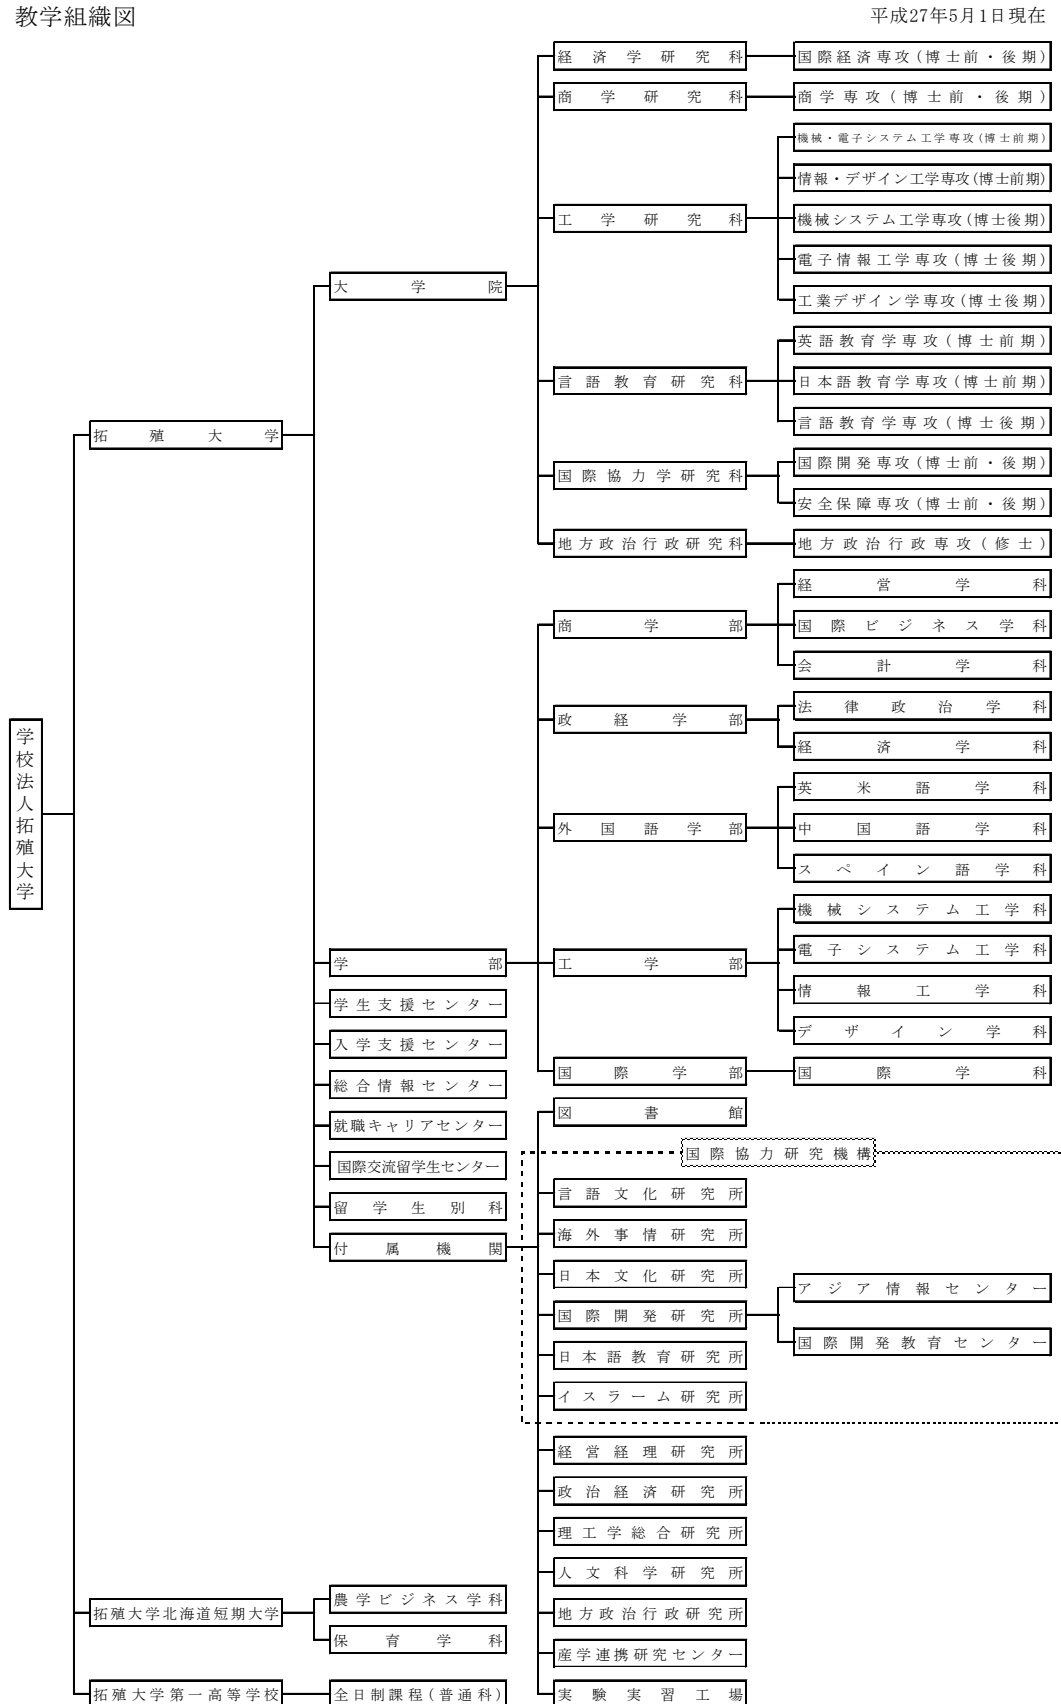 教学組織図
平成27年5月1日現在
学校法人拓殖大学
拓殖大学
大学院
経済学研究科
国際経済専攻(博士前・後期)
商学研究科
商学専攻(博士前・後期)
工学研究科
機械・電子システム工学専攻(博士前期)
情報・デザイン工学専攻(博士前期)
機械システム工学専攻(博士後期)
電子情報工学専攻(博士後期)
工業デザイン学専攻(博士後期)
言語教育研究科
英語教育学専攻(博士前期)
日本語教育学専攻(博士前期)
言語教育学専攻(博士後期)
国際協力学研究科
国際開発専攻(博士前・後期)
安全保障専攻(博士前・後期)
地方政治行政研究科
地方政治行政専攻(修士)
学部
商学部
経営学科
国際ビジネス学科
会計学科
政経学部
法律政治学科
経済学科
外国語学部
英米語学科
中国語学科
スペイン語学科
工学部
機械システム工学科
電子システム工学科
情報工学科
デザイン学科
国際学部
国際学科
学生支援センター
入学支援センター
総合情報センター
就職キャリアセンター
国際交流留学生センター
留学生別科
付属機関
図書館
国際協力研究機構
言語文化研究所
海外事情研究所
日本文化研究所
国際開発研究所
アジア情報センター
国際開発教育センター
日本語教育研究所
イスラーム研究所
経営経理研究所
政治経済研究所
理工学総合研究所
人文科学研究所
地方政治行政研究所
産学連携研究センター
実験実習工場
拓殖大学北海道短期大学
農学ビジネス学科
保育学科
拓殖大学第一高等学校
全日制課程(普通科)